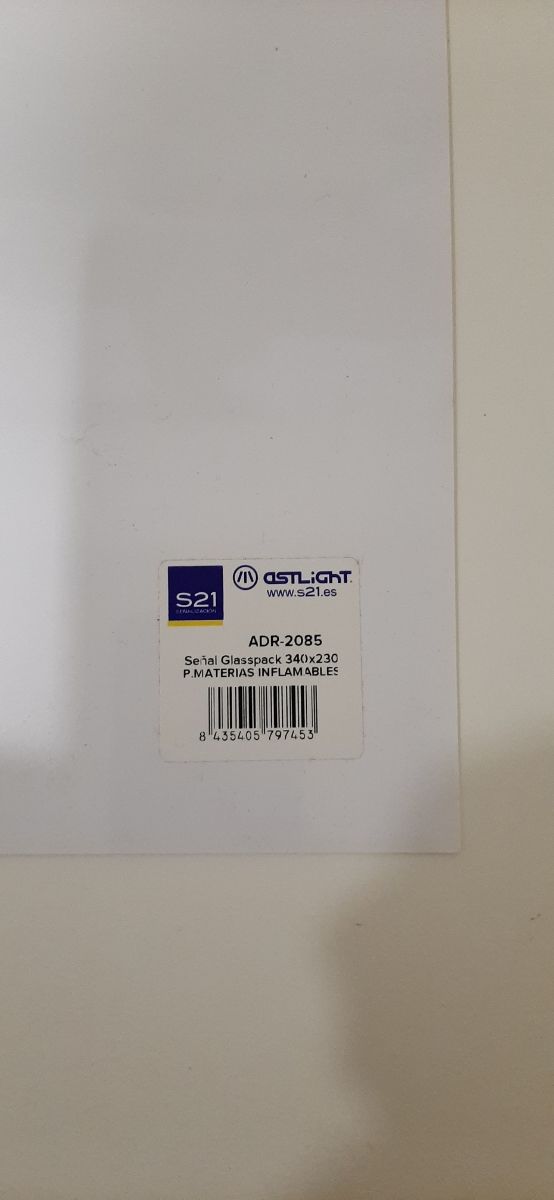 S21
SEÑALIZACIÓN
ASTLiGhT
www.s21.es
ADR-2085
Señal Glasspack 340x230
P.MATERIAS INFLAMABLES
8 435405 797453